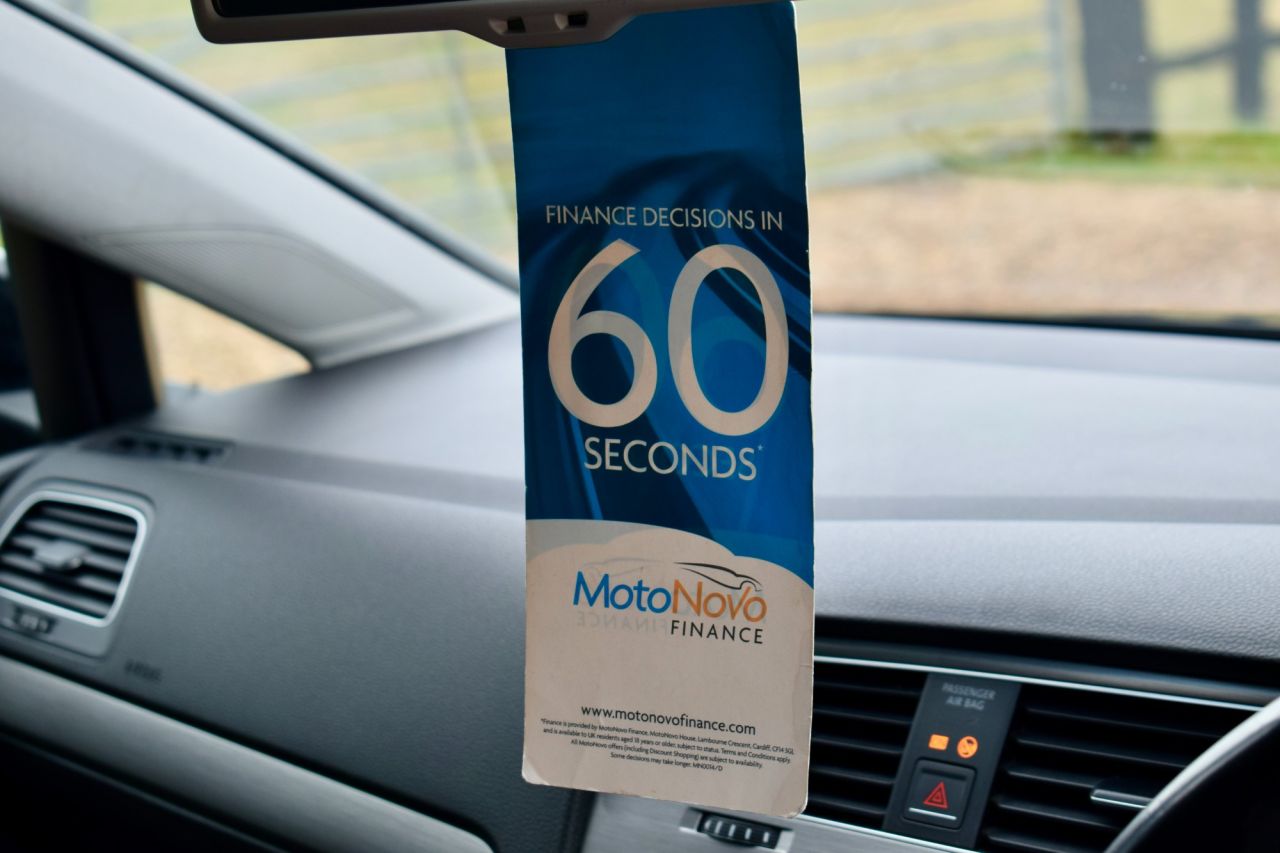 FINANCE DECISIONS IN
60
SECONDS*
MotoNovo
FINANCE
www.motonovofinance.com
*Finance is provided by MotoNovo Finance, MotoNovo House, Lambourne Crescent, Cardiff, CF14 5GL
and is available to UK residents aged 18 years or older, subject to status. Terms and Conditions apply.
All MotoNovo offers (including Discount Shopping) are subject to availability.
Some decisions may take longer. MN0014/D
PASSENGER
AIR BAG